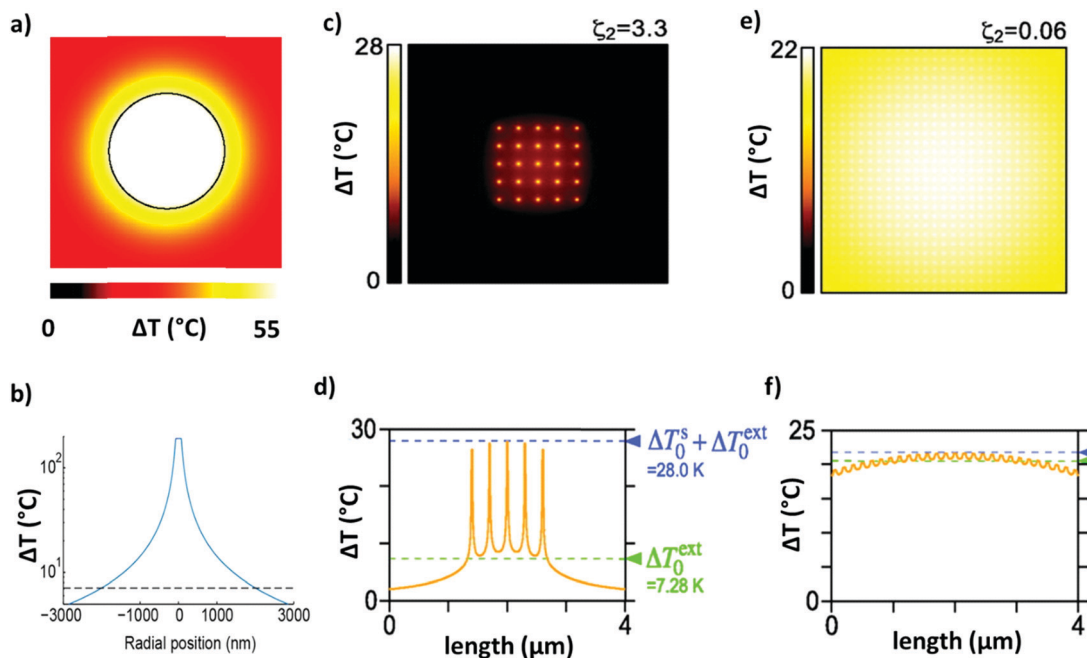 a)
0
ΔT (°C)
55
c)
ζ₂=3.3
28
ΔT (°C)
0
e)
ζ₂=0.06
22
ΔT (°C)
0
b)
ΔT (°C)
10²
10¹
−3000
−1000
0
1000
3000
Radial position (nm)
d)
ΔT (°C)
30
0
0
4
length (μm)
ΔT₀ˢ + ΔT₀ᵉˣᵗ
=28.0 K
ΔT₀ᵉˣᵗ
=7.28 K
f)
ΔT (°C)
25
0
0
4
length (μm)